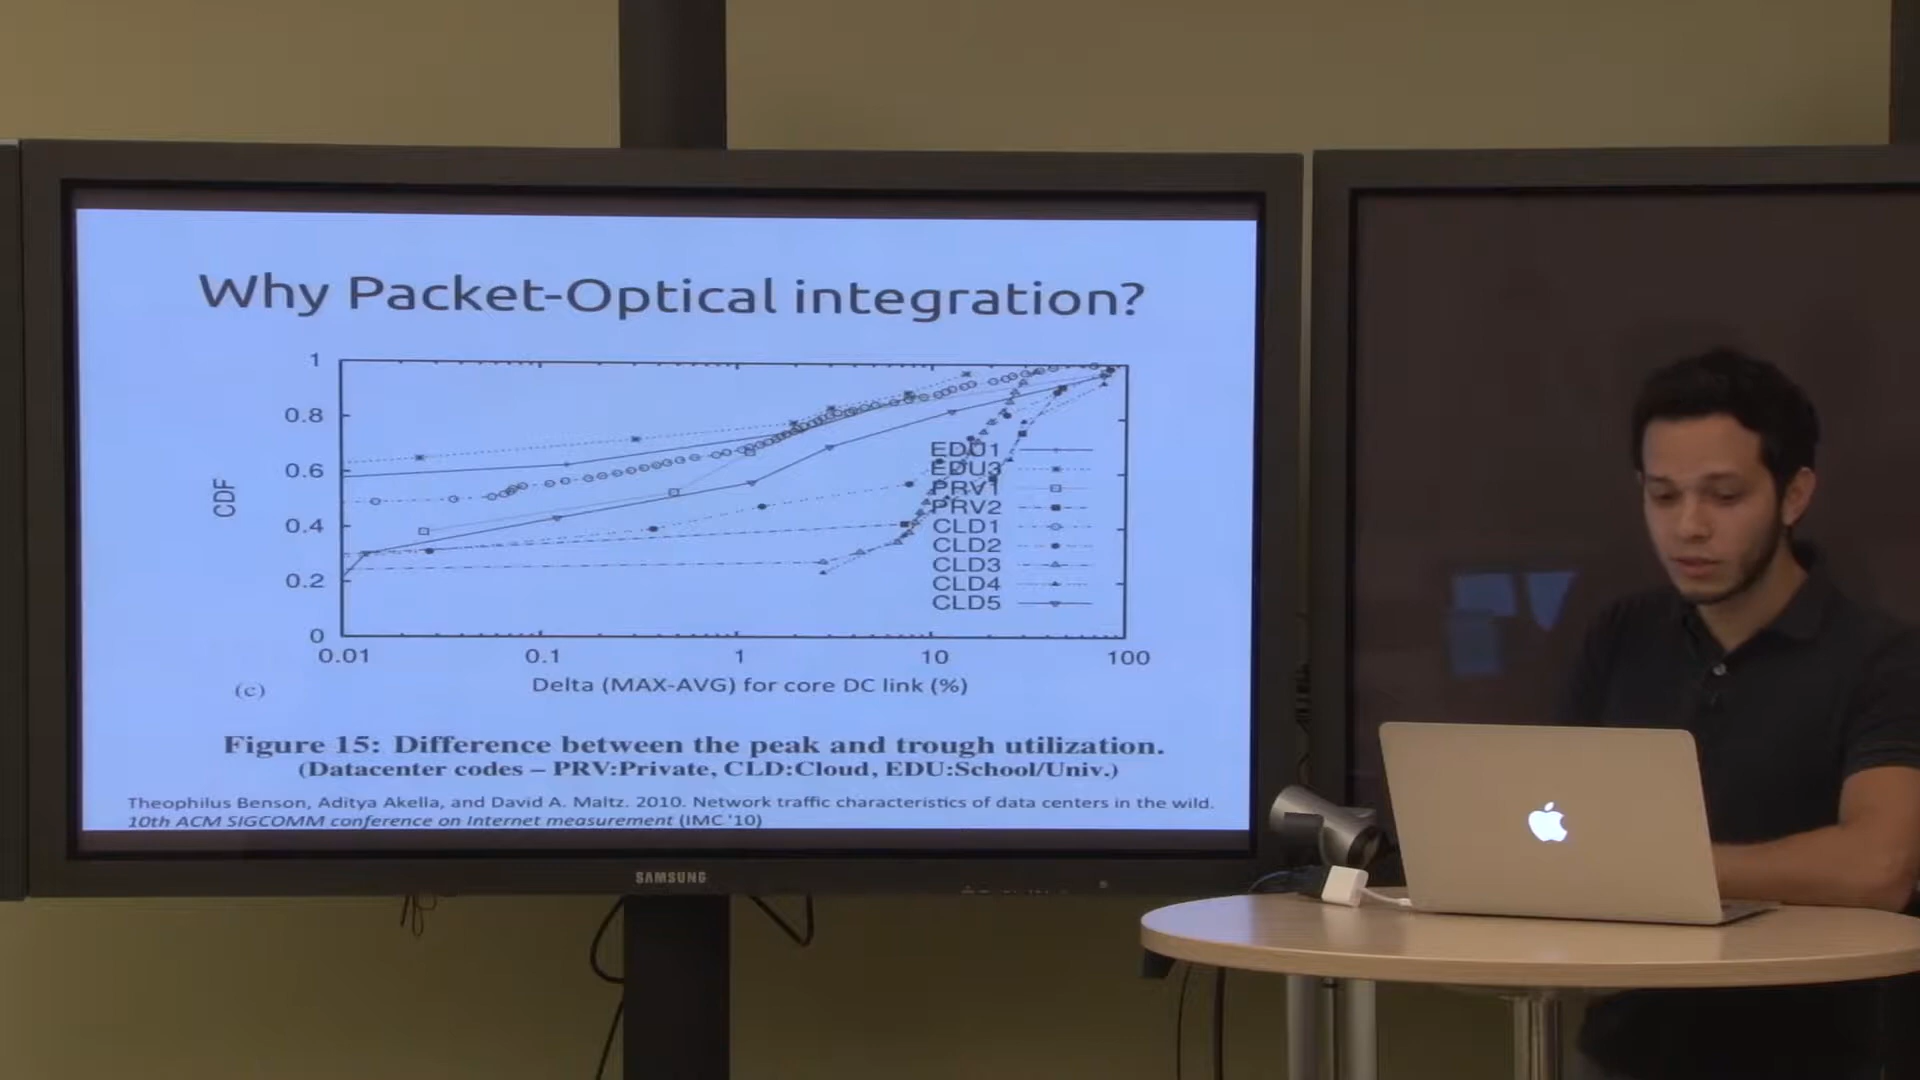 Why Packet-Optical integration?
1
0.8
0.6
0.4
0.2
0
CDF
EDU1
EDU3
PRV1
PRV2
CLD1
CLD2
CLD3
CLD4
CLD5
0.01 0.1 1 10 100
(c) Delta (MAX-AVG) for core DC link (%)
Figure 15: Difference between the peak and trough utilization.
(Datacenter codes – PRV:Private, CLD:Cloud, EDU:School/Univ.)
Theophilus Benson, Aditya Akella, and David A. Maltz. 2010. Network traffic characteristics of data centers in the wild.
10th ACM SIGCOMM conference on Internet measurement (IMC '10)
SAMSUNG